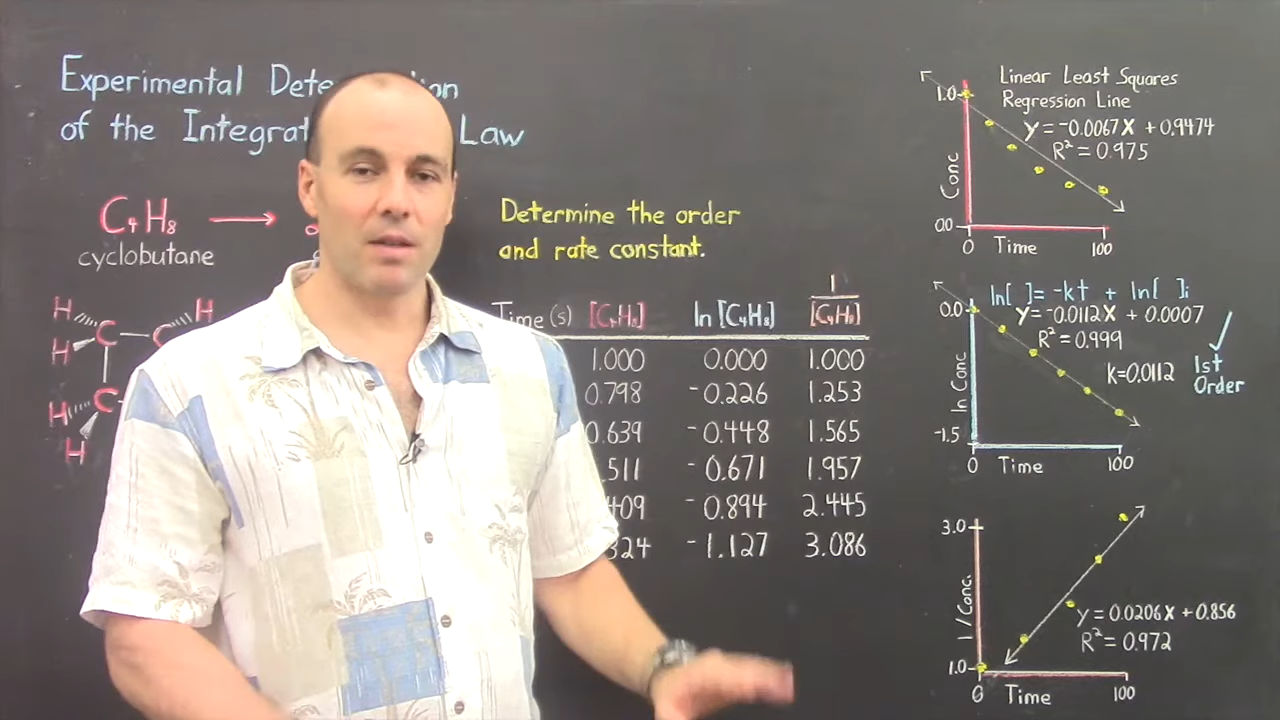 Experimental
of the Law
C₄H₈ →
cyclobutane
H H
C — C
H
H C
H
Determine the order
and rate constant.
Time (s) [C₄H₈] ln [C₄H₈] 1/[C₄H₈]
1.000 0.000 1.000
0.798 -0.226 1.253
0.639 -0.448 1.565
.511 -0.671 1.957
409 -0.894 2.445
324 -1.127 3.086
Linear Least Squares
Regression Line
y = -0.0067x + 0.9474
R² = 0.975
1.0
Conc
0.0
0 Time 100
ln[ ] = -kt + ln[ ]i
y = -0.0112x + 0.0007
R² = 0.999
k = 0.0112 1st
Order
0.0
ln Conc
-1.5
0 Time 100
3.0
1/Conc.
y = 0.0206x + 0.856
R² = 0.972
1.0
0 Time 100